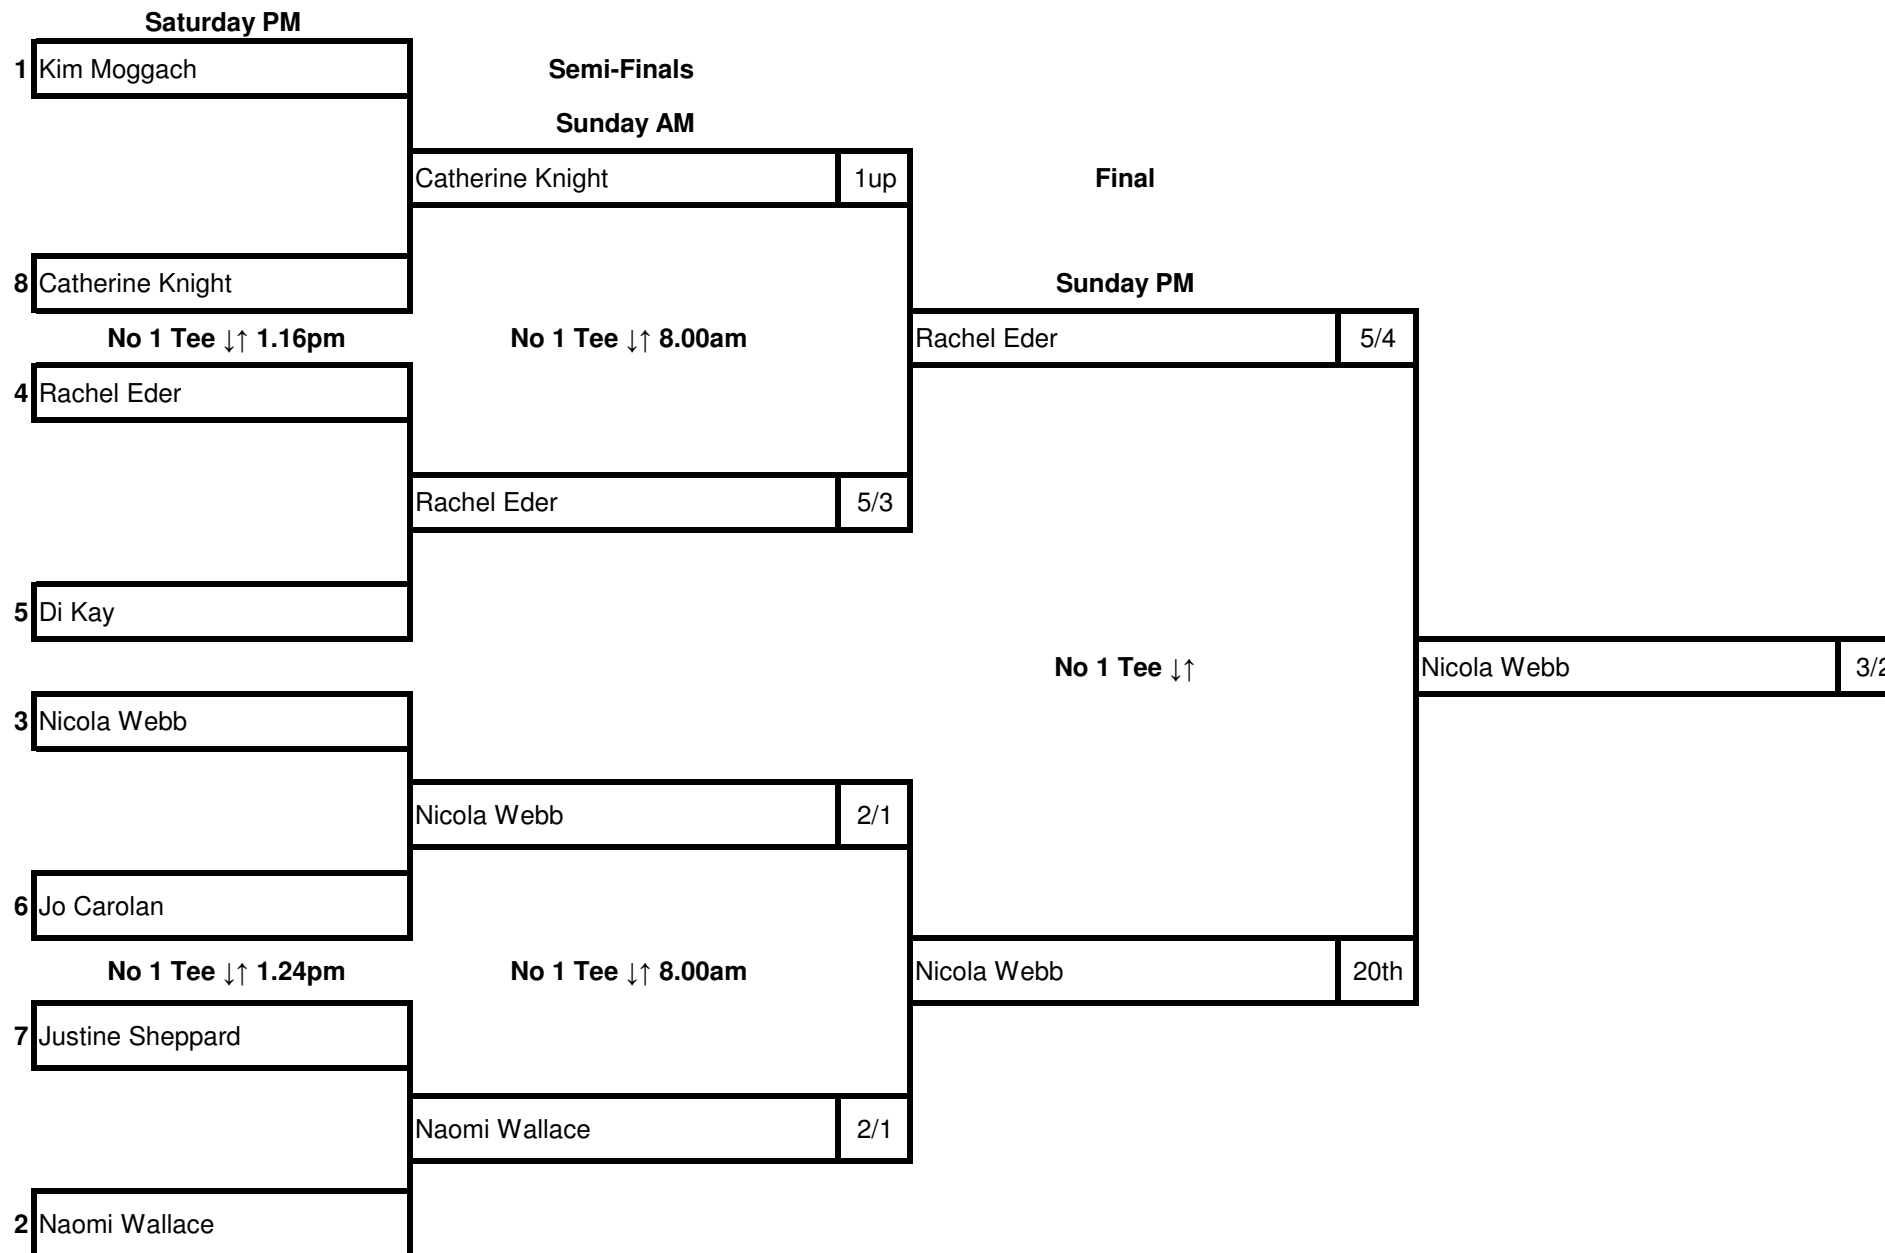 Saturday PM
1 Kim Moggach
Semi-Finals
Sunday AM
Catherine Knight 1up
Final
8 Catherine Knight
Sunday PM
No 1 Tee ↓↑ 1.16pm
No 1 Tee ↓↑ 8.00am
Rachel Eder 5/4
4 Rachel Eder
Rachel Eder 5/3
5 Di Kay
No 1 Tee ↓↑
Nicola Webb 3/2
3 Nicola Webb
Nicola Webb 2/1
6 Jo Carolan
No 1 Tee ↓↑ 1.24pm
No 1 Tee ↓↑ 8.00am
Nicola Webb 20th
7 Justine Sheppard
Naomi Wallace 2/1
2 Naomi Wallace